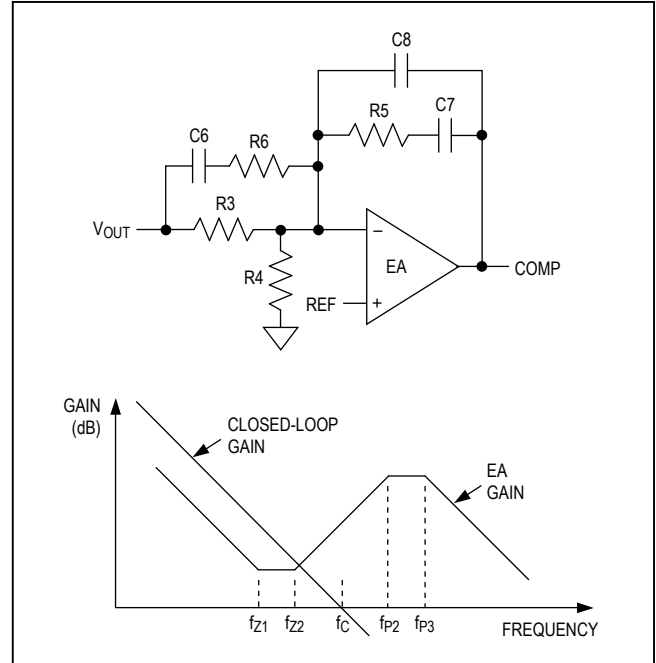 C8
R5
C7
C6
R6
R3
VOUT
R4
−
EA
COMP
REF
+
GAIN
(dB)
CLOSED-LOOP
GAIN
EA
GAIN
fZ1
fZ2
fC
fP2
fP3
FREQUENCY